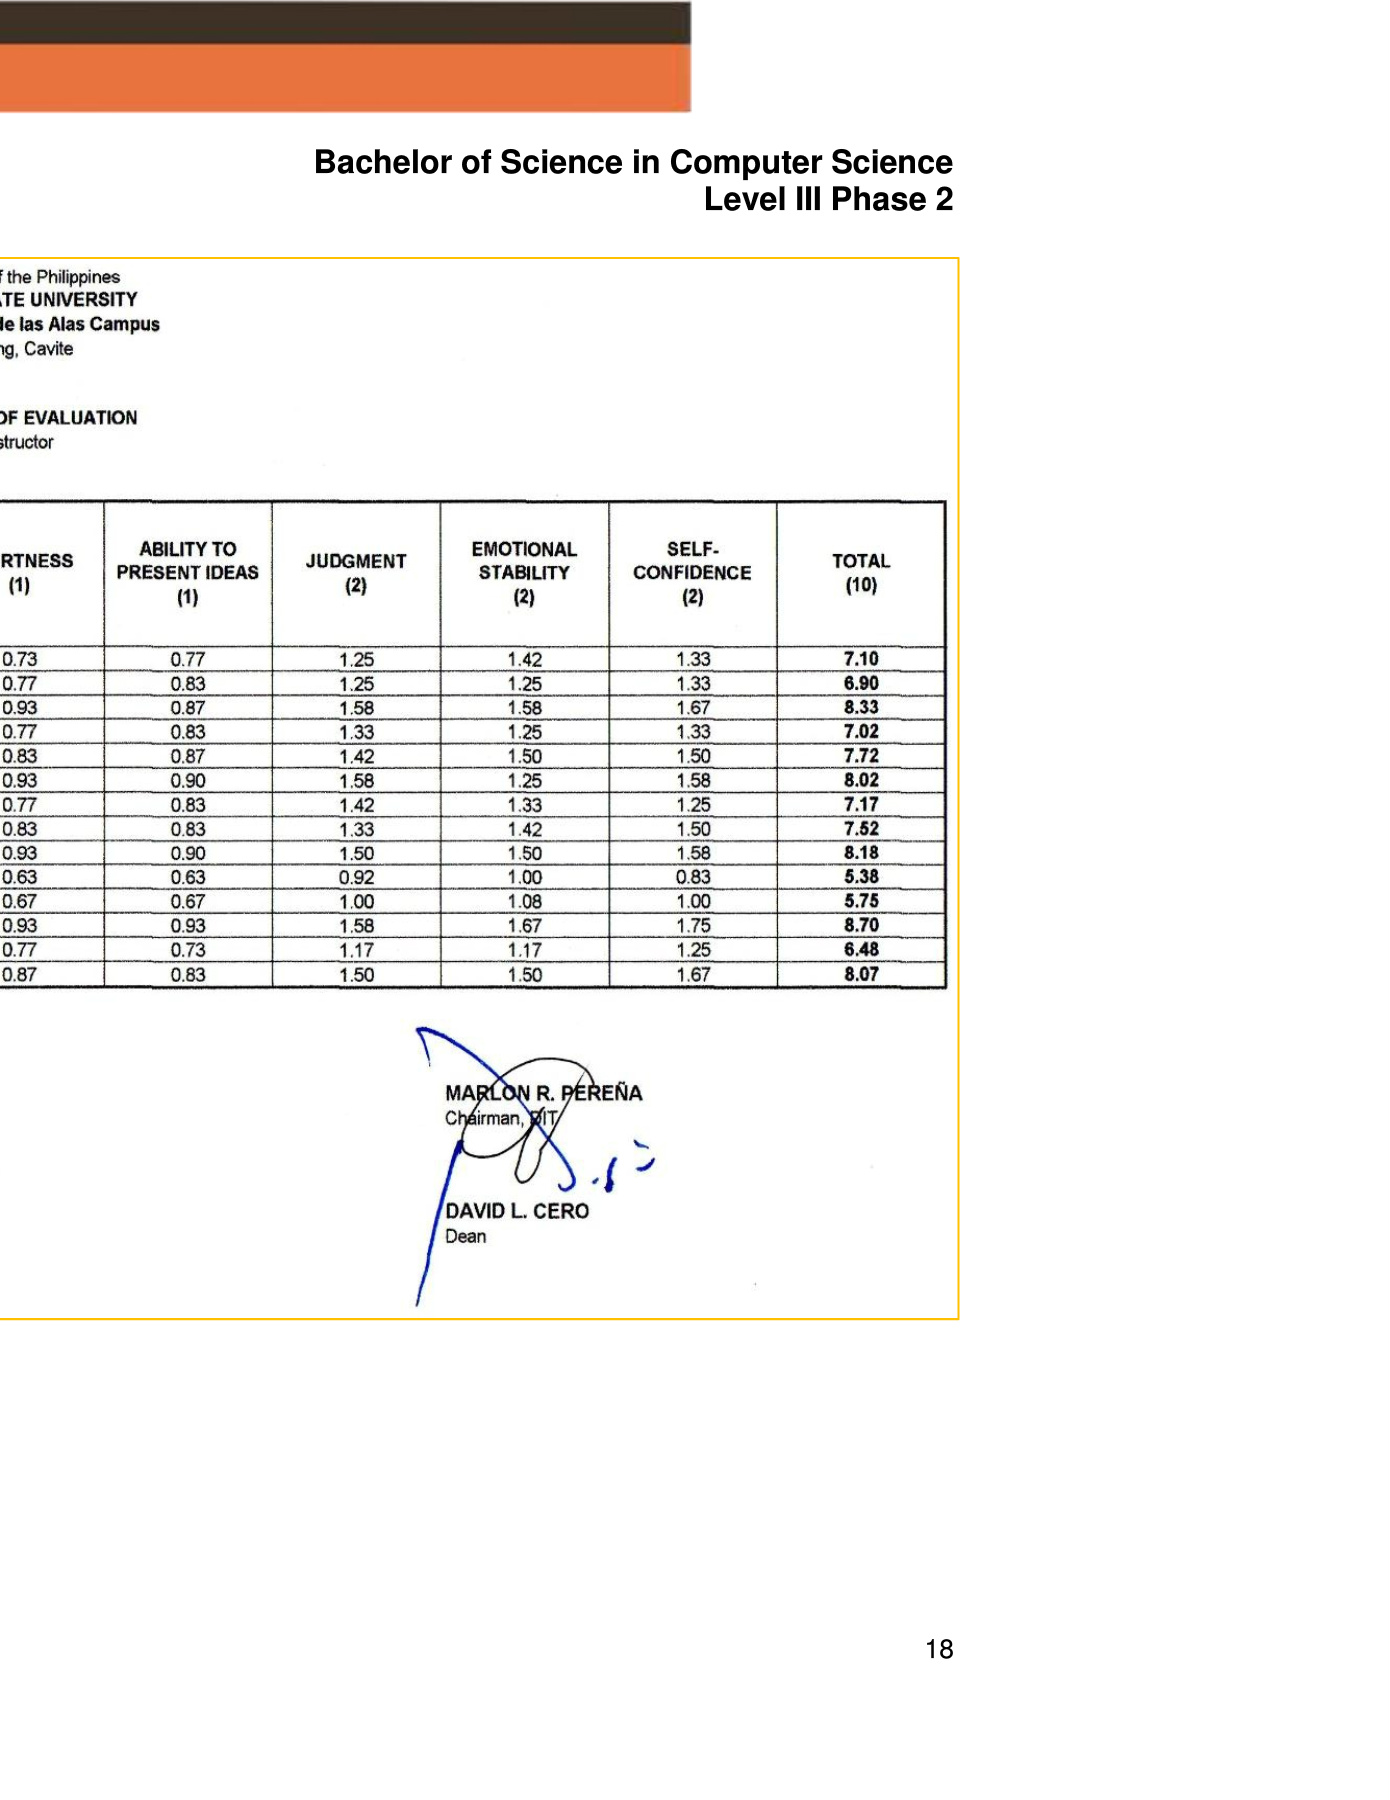 Bachelor of Science in Computer Science
Level III Phase 2
f the Philippines
ATE UNIVERSITY
de las Alas Campus
ng, Cavite
OF EVALUATION
structor
RTNESS (1) ABILITY TO PRESENT IDEAS (1) JUDGMENT (2) EMOTIONAL STABILITY (2) SELF-CONFIDENCE (2) TOTAL (10)
0.73 0.77 1.25 1.42 1.33 7.10
0.77 0.83 1.25 1.25 1.33 6.90
0.93 0.87 1.58 1.58 1.67 8.33
0.77 0.83 1.33 1.25 1.33 7.02
0.83 0.87 1.42 1.50 1.50 7.72
0.93 0.90 1.58 1.25 1.58 8.02
0.77 0.83 1.42 1.33 1.25 7.17
0.83 0.83 1.33 1.42 1.50 7.52
0.93 0.90 1.50 1.50 1.58 8.18
0.63 0.63 0.92 1.00 0.83 5.38
0.67 0.67 1.00 1.08 1.00 5.75
0.93 0.93 1.58 1.67 1.75 8.70
0.77 0.73 1.17 1.17 1.25 6.48
0.87 0.83 1.50 1.50 1.67 8.07
MARLON R. PEREÑA
Chairman, DIT
DAVID L. CERO
Dean
18